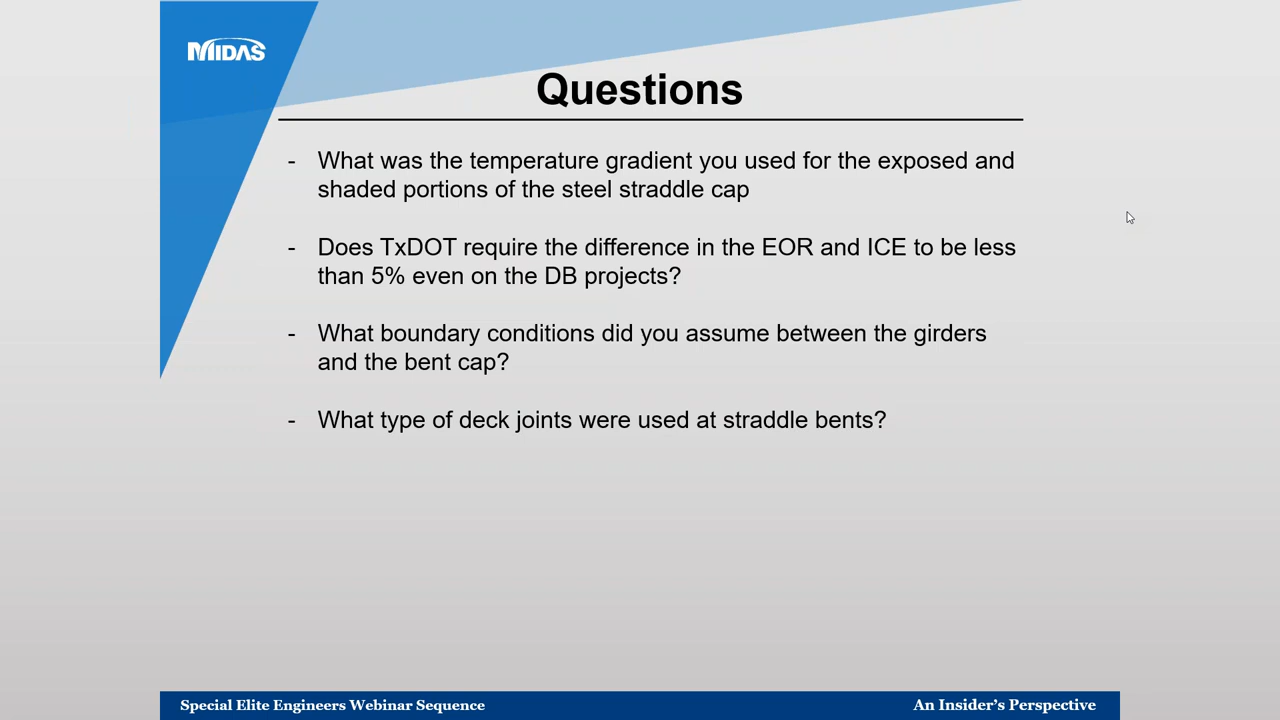 MIDAS
Questions
- What was the temperature gradient you used for the exposed and
shaded portions of the steel straddle cap
- Does TxDOT require the difference in the EOR and ICE to be less
than 5% even on the DB projects?
- What boundary conditions did you assume between the girders
and the bent cap?
- What type of deck joints were used at straddle bents?
Special Elite Engineers Webinar Sequence
An Insider's Perspective